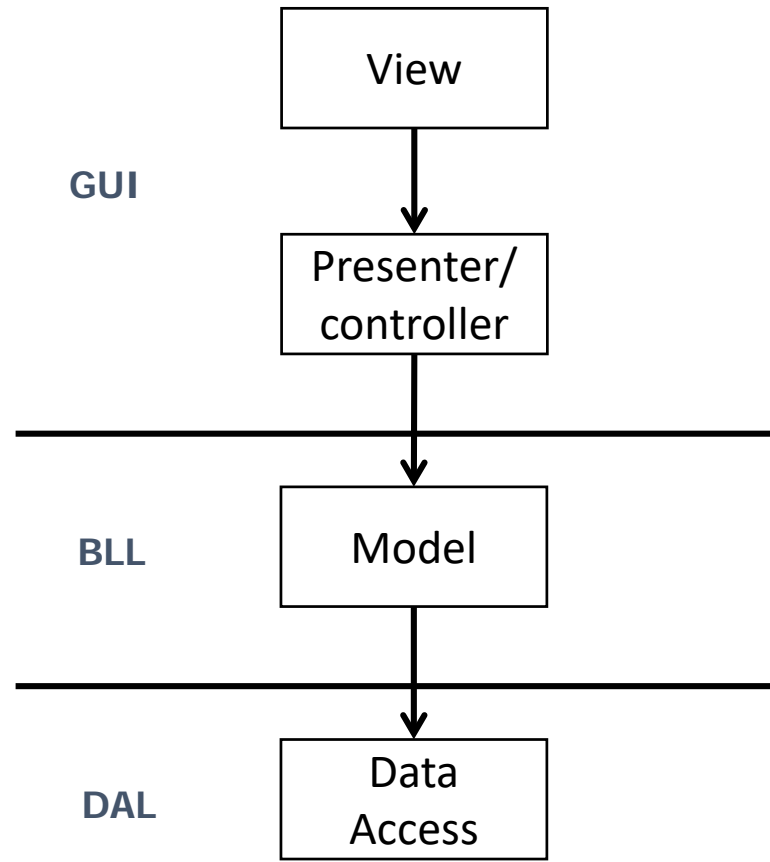 View
GUI
Presenter/
controller
BLL
Model
DAL
Data
Access